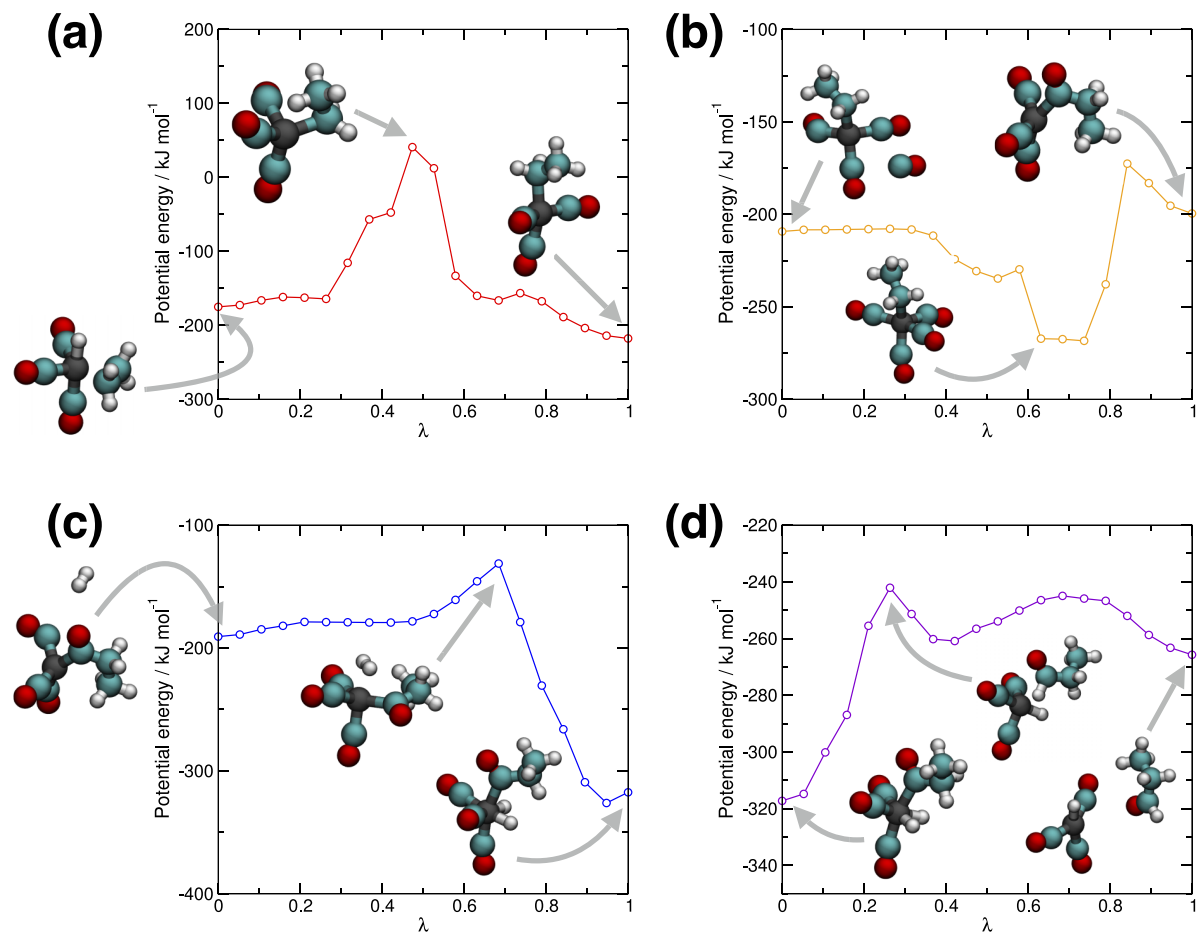 (a)
200
100
0
-100
-200
-300
Potential energy / kJ mol⁻¹
0 0.2 0.4 0.6 0.8 1
λ
(b)
-100
-150
-200
-250
-300
Potential energy / kJ mol⁻¹
0 0.2 0.4 0.6 0.8 1
λ
(c)
-100
-200
-300
-400
Potential energy / kJ mol⁻¹
0 0.2 0.4 0.6 0.8 1
λ
(d)
-220
-240
-260
-280
-300
-320
-340
Potential energy / kJ mol⁻¹
0 0.2 0.4 0.6 0.8 1
λ